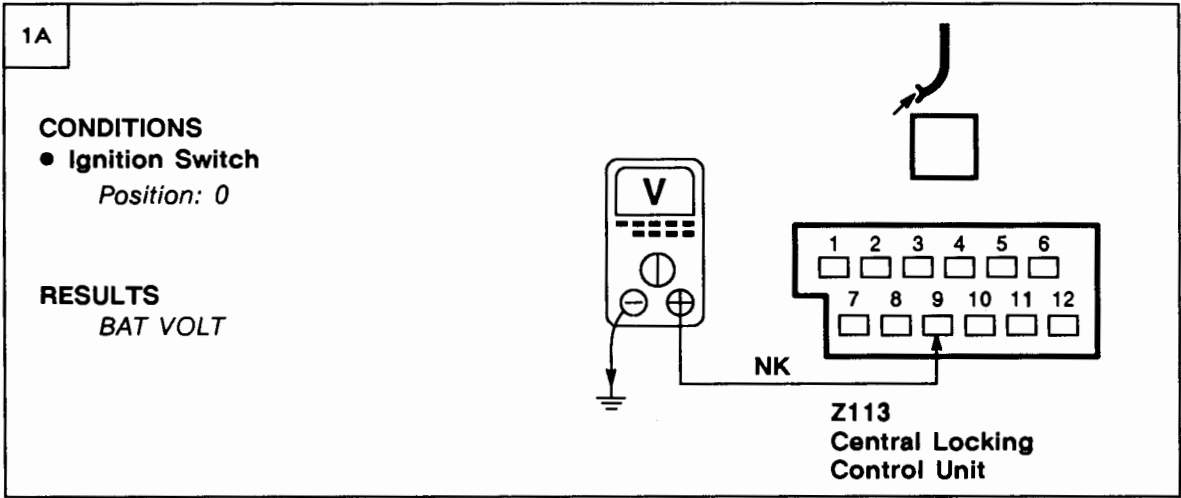 1A
CONDITIONS
● Ignition Switch
Position: 0
RESULTS
BAT VOLT
V
1 2 3 4 5 6
7 8 9 10 11 12
NK
Z113
Central Locking
Control Unit